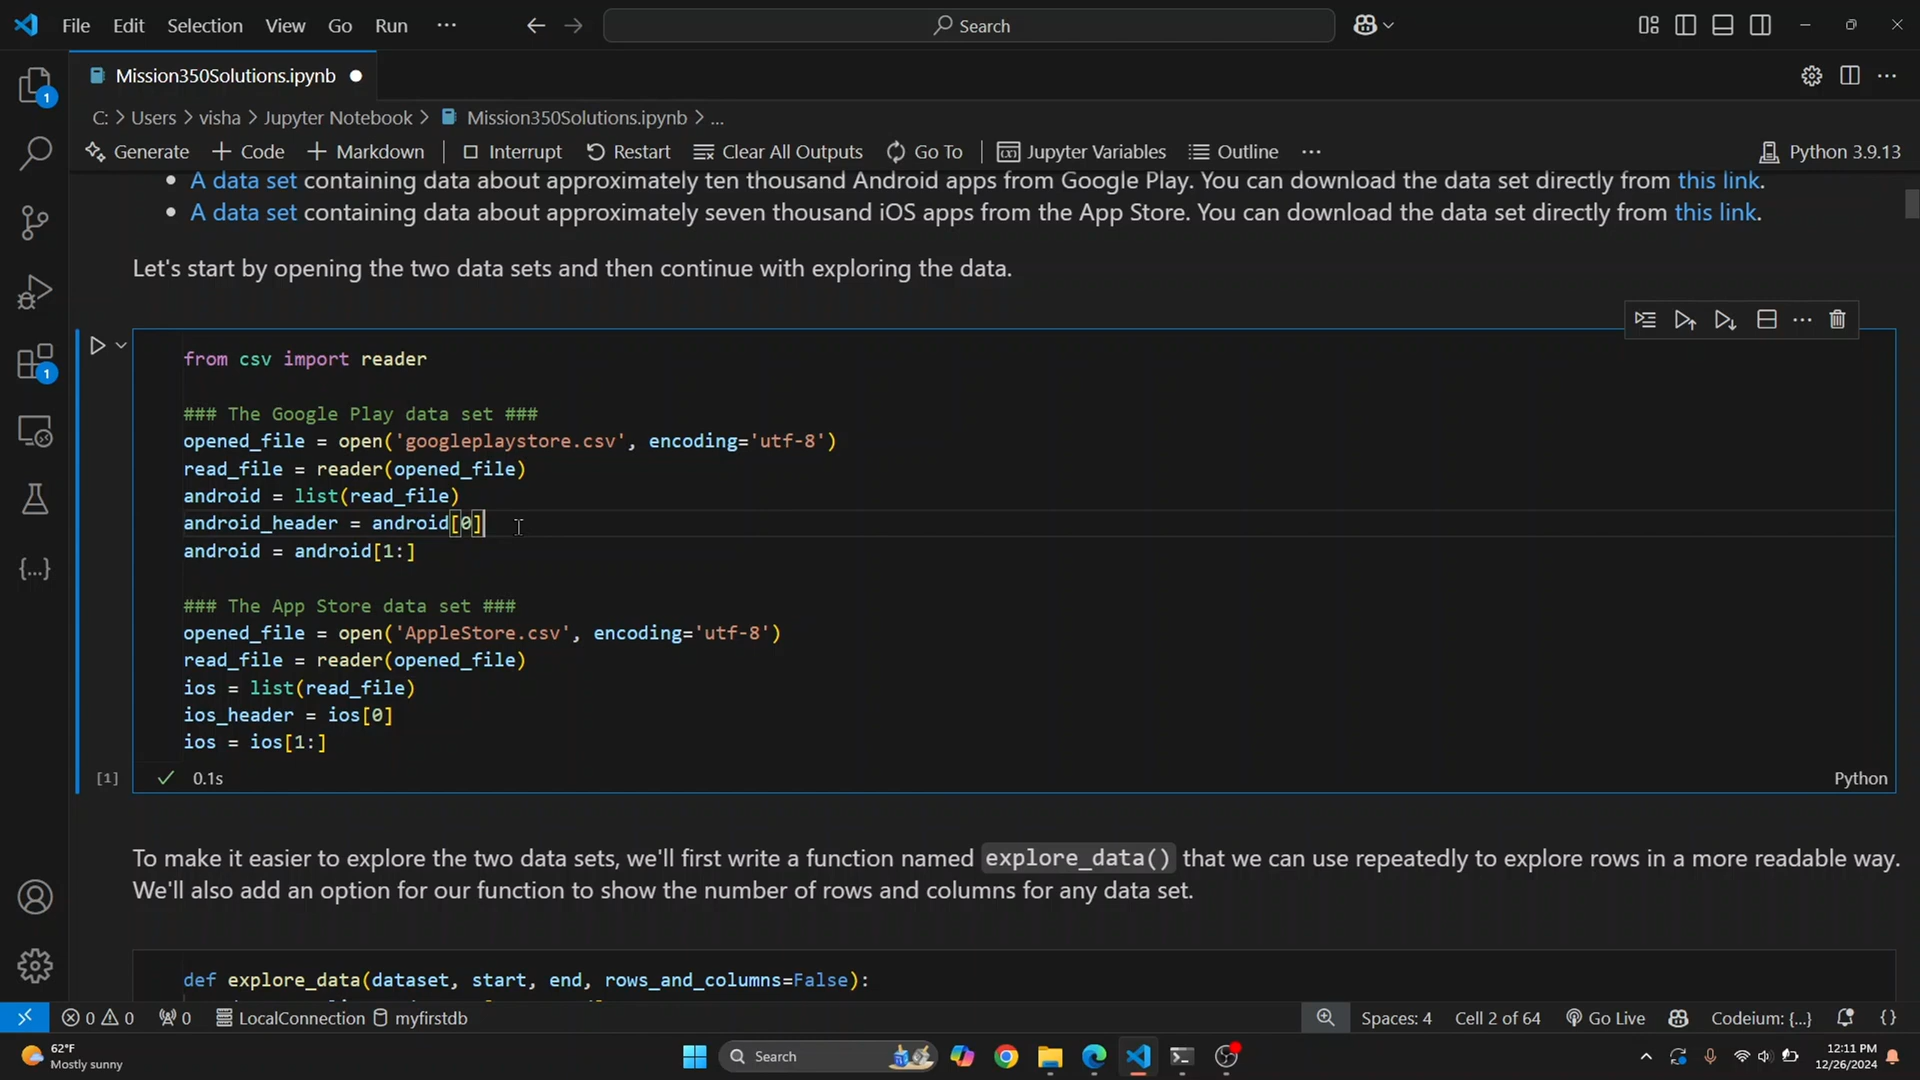 File Edit Selection View Go Run ··· Search
Mission350Solutions.ipynb
C: > Users > visha > Jupyter Notebook > Mission350Solutions.ipynb > ...
Generate + Code + Markdown Interrupt Restart Clear All Outputs Go To Jupyter Variables Outline ··· Python 3.9.13
• A data set containing data about approximately ten thousand Android apps from Google Play. You can download the data set directly from this link.
• A data set containing data about approximately seven thousand iOS apps from the App Store. You can download the data set directly from this link.
Let's start by opening the two data sets and then continue with exploring the data.
from csv import reader
### The Google Play data set ###
opened_file = open('googleplaystore.csv', encoding='utf-8')
read_file = reader(opened_file)
android = list(read_file)
android_header = android[0]
android = android[1:]
### The App Store data set ###
opened_file = open('AppleStore.csv', encoding='utf-8')
read_file = reader(opened_file)
ios = list(read_file)
ios_header = ios[0]
ios = ios[1:]
[1] 0.1s Python
To make it easier to explore the two data sets, we'll first write a function named explore_data() that we can use repeatedly to explore rows in a more readable way.
We'll also add an option for our function to show the number of rows and columns for any data set.
def explore_data(dataset, start, end, rows_and_columns=False):
1
1
0 0 0 LocalConnection myfirstdb Spaces: 4 Cell 2 of 64 Go Live Codeium: {...} {}
62°F
Mostly sunny
Search
12:11 PM
12/26/2024